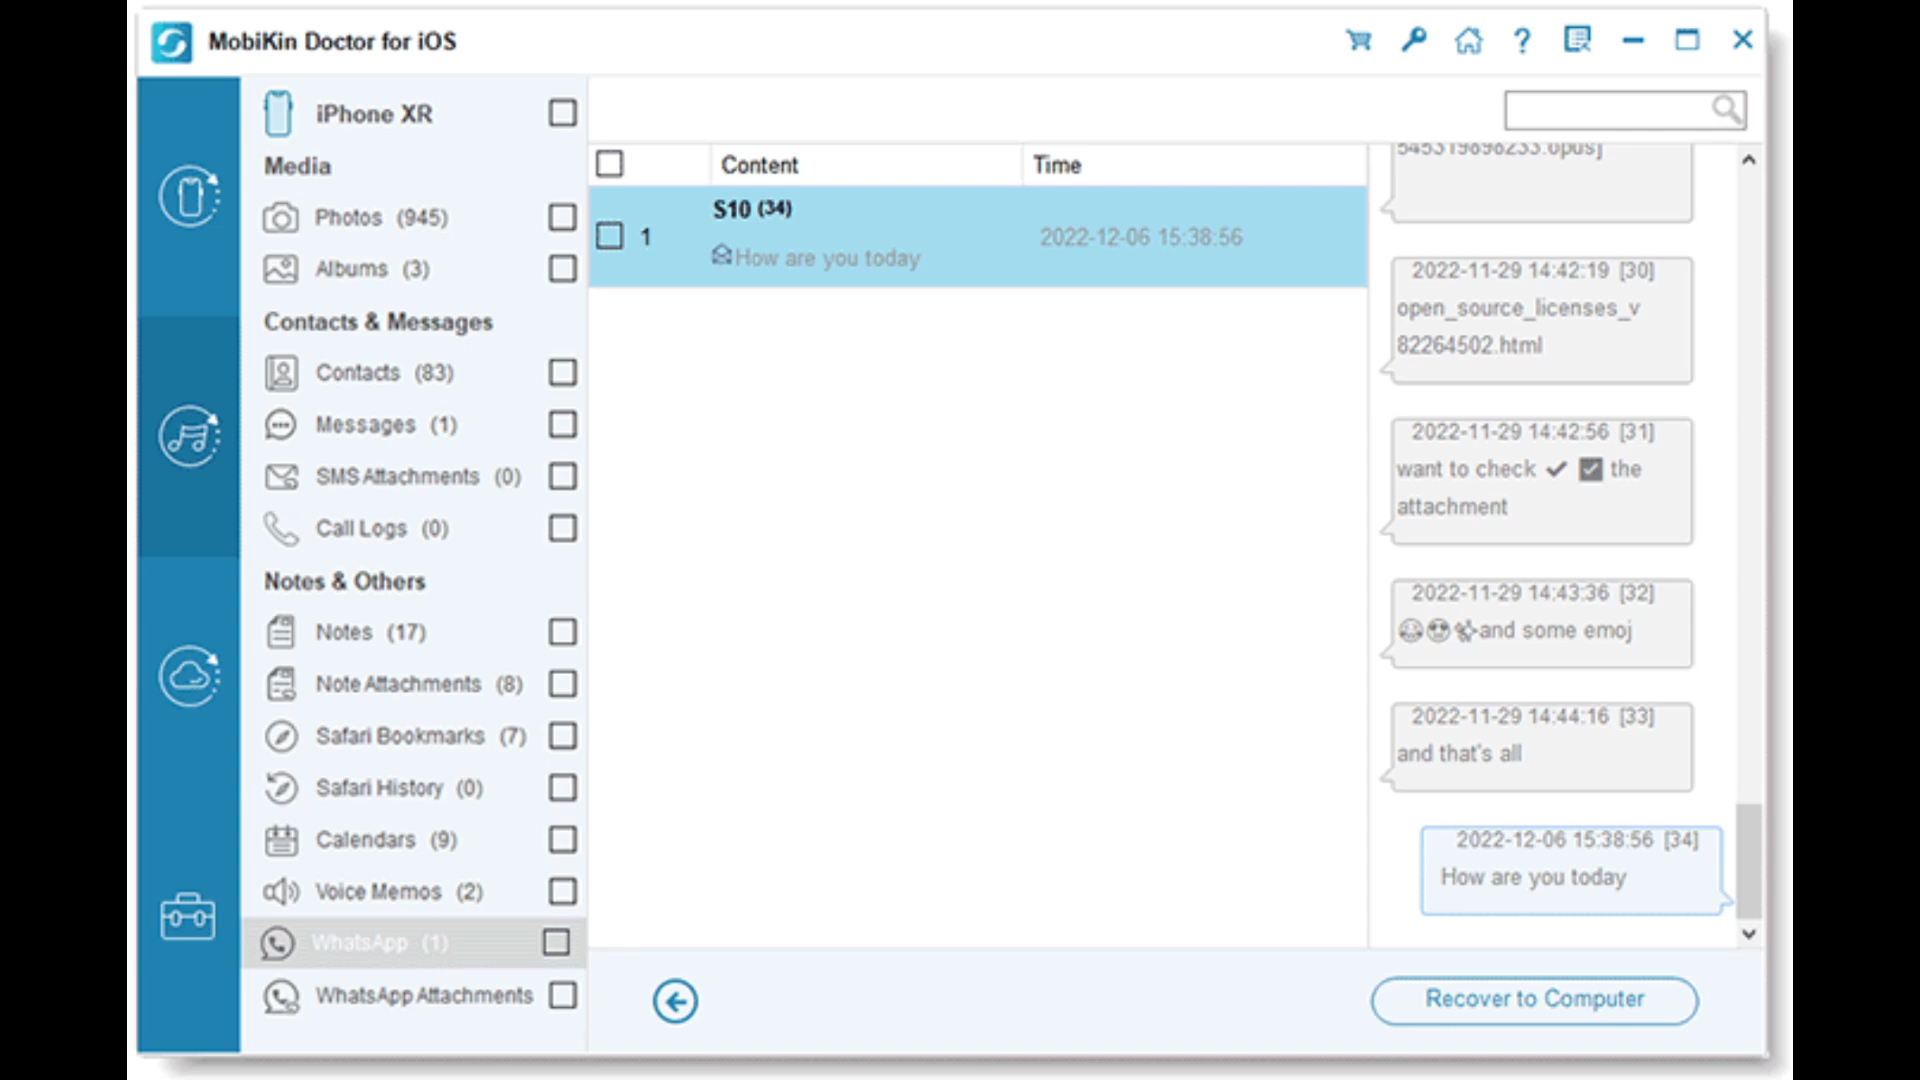 MobiKin Doctor for iOS
iPhone XR
Media
Photos (945)
Albums (3)
Contacts & Messages
Contacts (83)
Messages (1)
SMS Attachments (0)
Call Logs (0)
Notes & Others
Notes (17)
Note Attachments (8)
Safari Bookmarks (7)
Safari History (0)
Calendars (9)
Voice Memos (2)
WhatsApp (1)
WhatsApp Attachments
Content Time
S10 (34)
1 2022-12-06 15:38:56
How are you today
545319898233.opus]
2022-11-29 14:42:19 [30]
open_source_licenses_v
82264502.html
2022-11-29 14:42:56 [31]
want to check ✔ ☑ the
attachment
2022-11-29 14:43:36 [32]
and some emoj
2022-11-29 14:44:16 [33]
and that's all
2022-12-06 15:38:56 [34]
How are you today
Recover to Computer